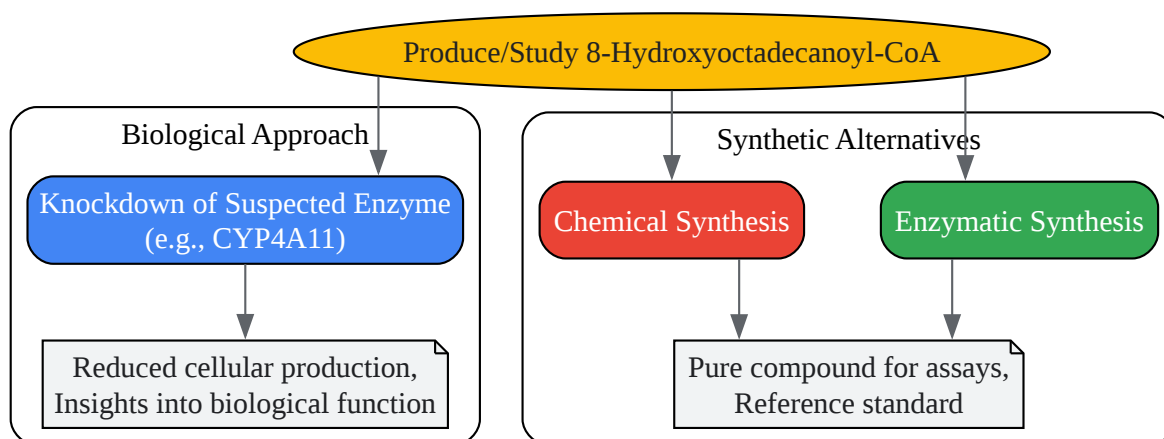 Produce/Study 8-Hydroxyoctadecanoyl-CoA
Biological Approach
Synthetic Alternatives
Knockdown of Suspected Enzyme
(e.g., CYP4A11)
Chemical Synthesis
Enzymatic Synthesis
Reduced cellular production,
Insights into biological function
Pure compound for assays,
Reference standard